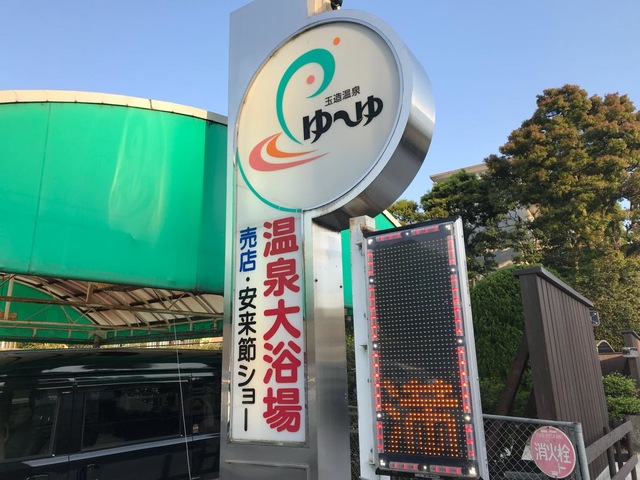 玉造温泉
ゆ〜ゆ
温泉大浴場
売店・安来節ショー
消火栓